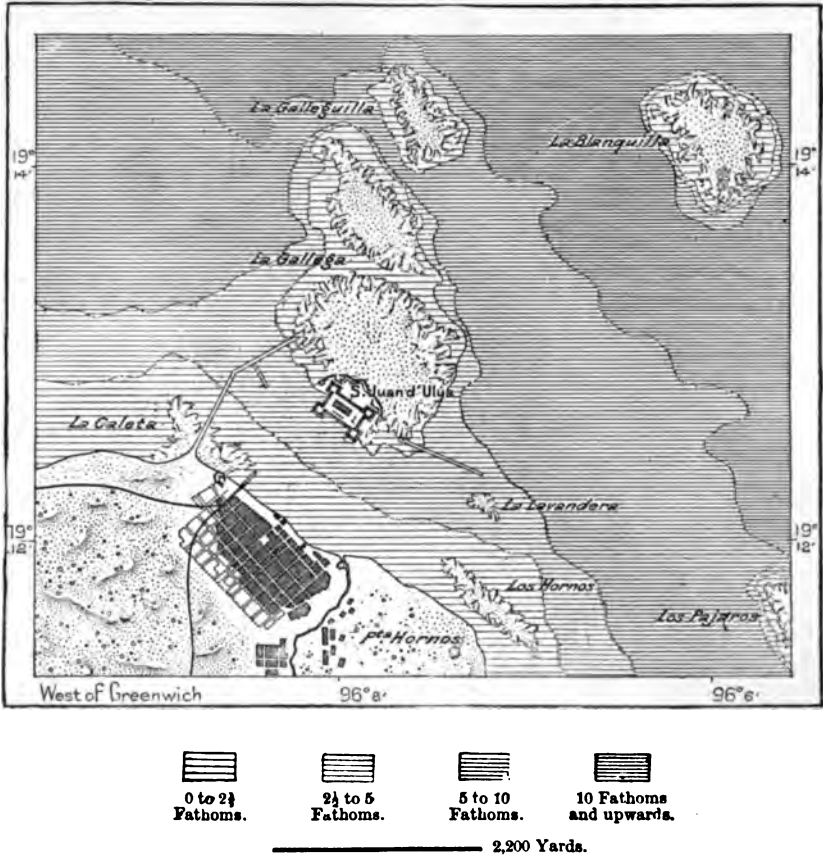 La Galleguilla
La Blanquilla
19°
14'
19°
14'
La Gallega
S. Juan d'Ulua
La Caleta
La Lavandera
19°
12'
19°
12'
Los Hornos
Los Pajaros
Pta Hornos
West of Greenwich
96°8'
96°6'
0 to 2½
Fathoms.
2½ to 5
Fathoms.
5 to 10
Fathoms.
10 Fathoms
and upwards.
2,200 Yards.